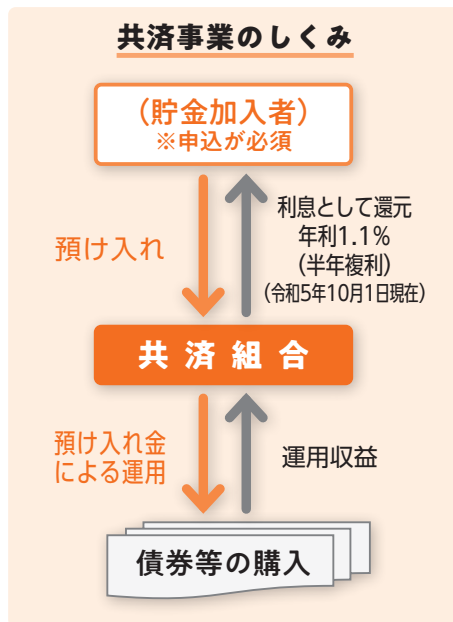 共済事業のしくみ
（貯金加入者）
※申込が必須
預け入れ
利息として還元
年利1.1％
（半年複利）
（令和5年10月1日現在）
共済組合
預け入れ金
による運用
運用収益
債券等の購入